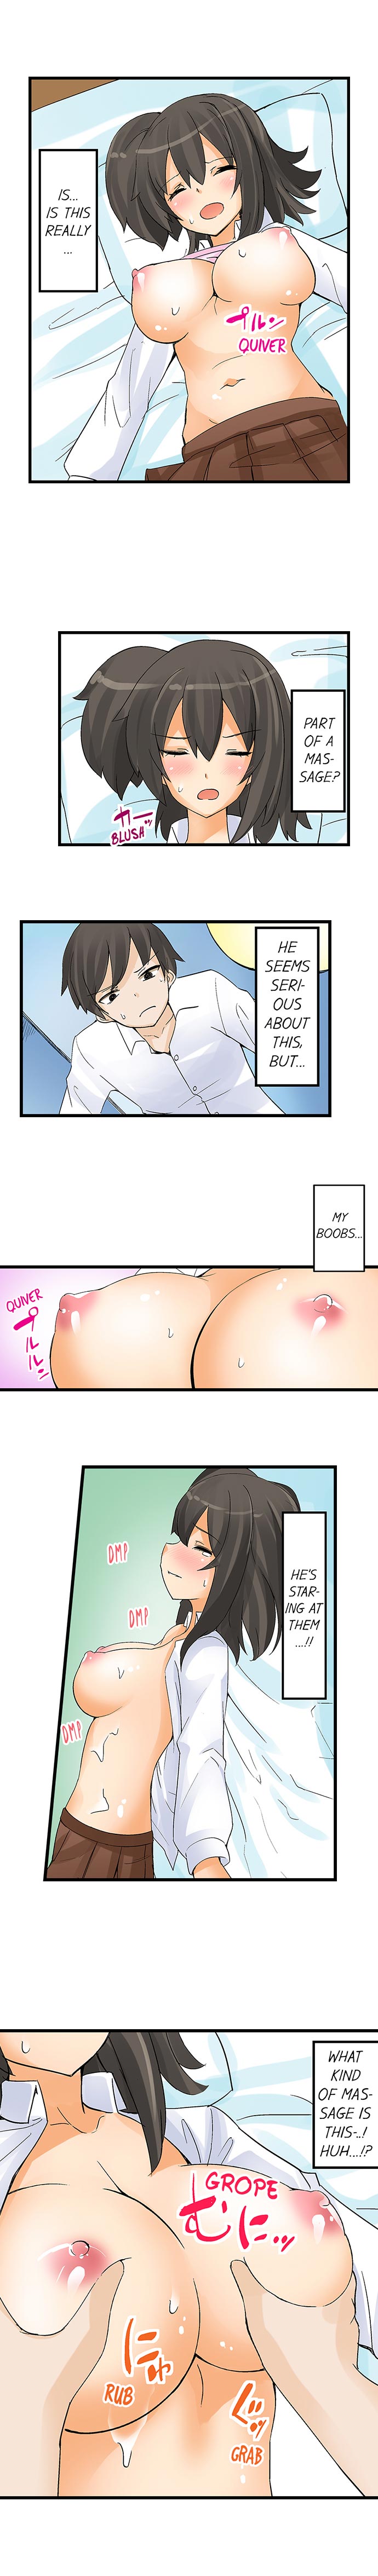 IS...
IS THIS
REALLY
...
プルン
QUIVER
PART
OF A
MAS-
SAGE?
カーッ
BLUSH
HE
SEEMS
SERI-
OUS
ABOUT
THIS,
BUT...
MY
BOOBS...
QUIVER
プルルン
DMP
HE'S
STAR-
ING AT
THEM
....!!
DMP
DMP
WHAT
KIND
OF MAS-
SAGE IS
THIS-..!
HUH....!?
GROPE
むにッ
にゅ
RUB
ぐッ
GRAB